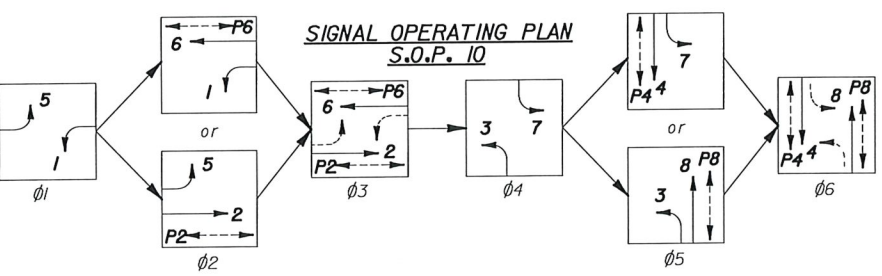 SIGNAL OPERATING PLAN
S.O.P. 10
5
1
Ø1
P6
6
1
or
5
2
P2
Ø2
P6
6
2
P2
Ø3
3
7
Ø4
P4
4
7
or
8
P8
3
Ø5
8
P8
P4
4
Ø6